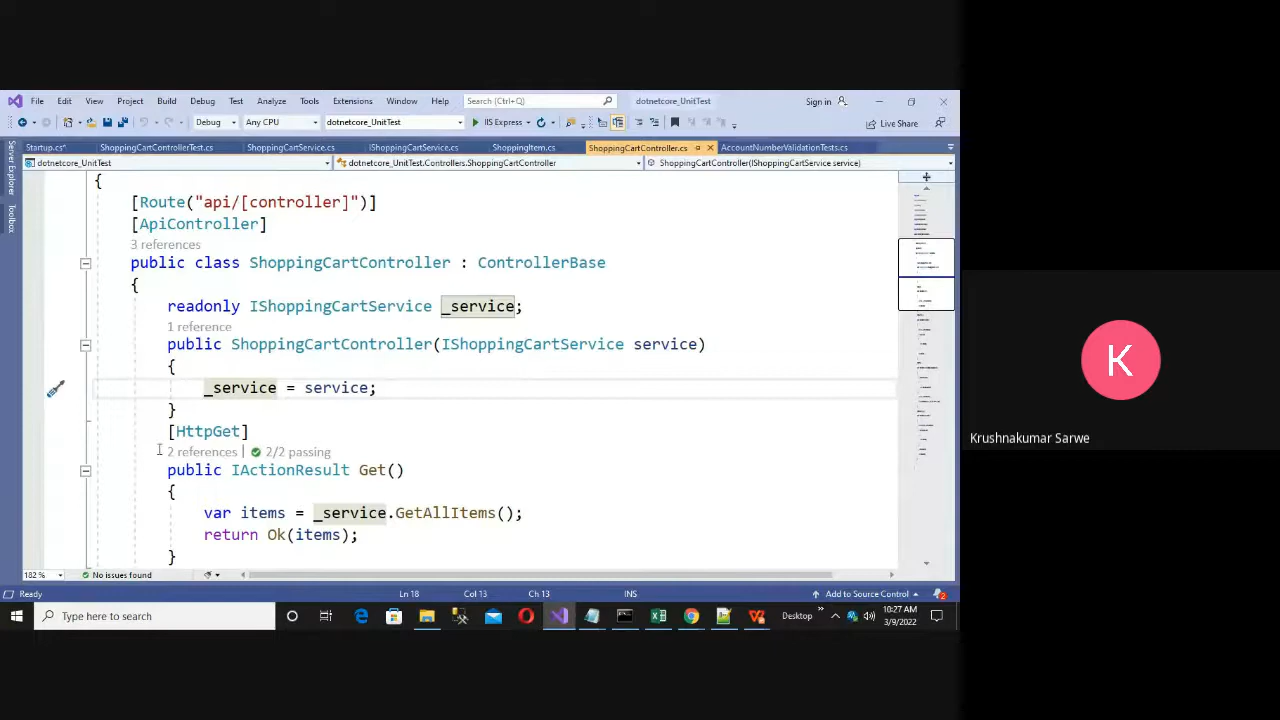 File Edit View Project Build Debug Test Analyze Tools Extensions Window Help Search (Ctrl+Q) dotnetcore_UnitTest Sign in
Debug Any CPU dotnetcore_UnitTest IIS Express Live Share
Startup.cs* ShoppingCartControllerTest.cs ShoppingCartService.cs IShoppingCartService.cs ShoppingItem.cs ShoppingCartController.cs AccountNumberValidationTests.cs
dotnetcore_UnitTest dotnetcore_UnitTest.Controllers.ShoppingCartController ShoppingCartController(IShoppingCartService service)
Server Explorer
Toolbox
{
[Route("api/[controller]")]
[ApiController]
3 references
public class ShoppingCartController : ControllerBase
{
readonly IShoppingCartService _service;
1 reference
public ShoppingCartController(IShoppingCartService service)
{
_service = service;
}
[HttpGet]
2 references | 2/2 passing
public IActionResult Get()
{
var items = _service.GetAllItems();
return Ok(items);
}
182 % No issues found
Ready Ln 18 Col 13 Ch 13 INS Add to Source Control 2
Type here to search Desktop 10:27 AM
3/9/2022
K
Krushnakumar Sarwe